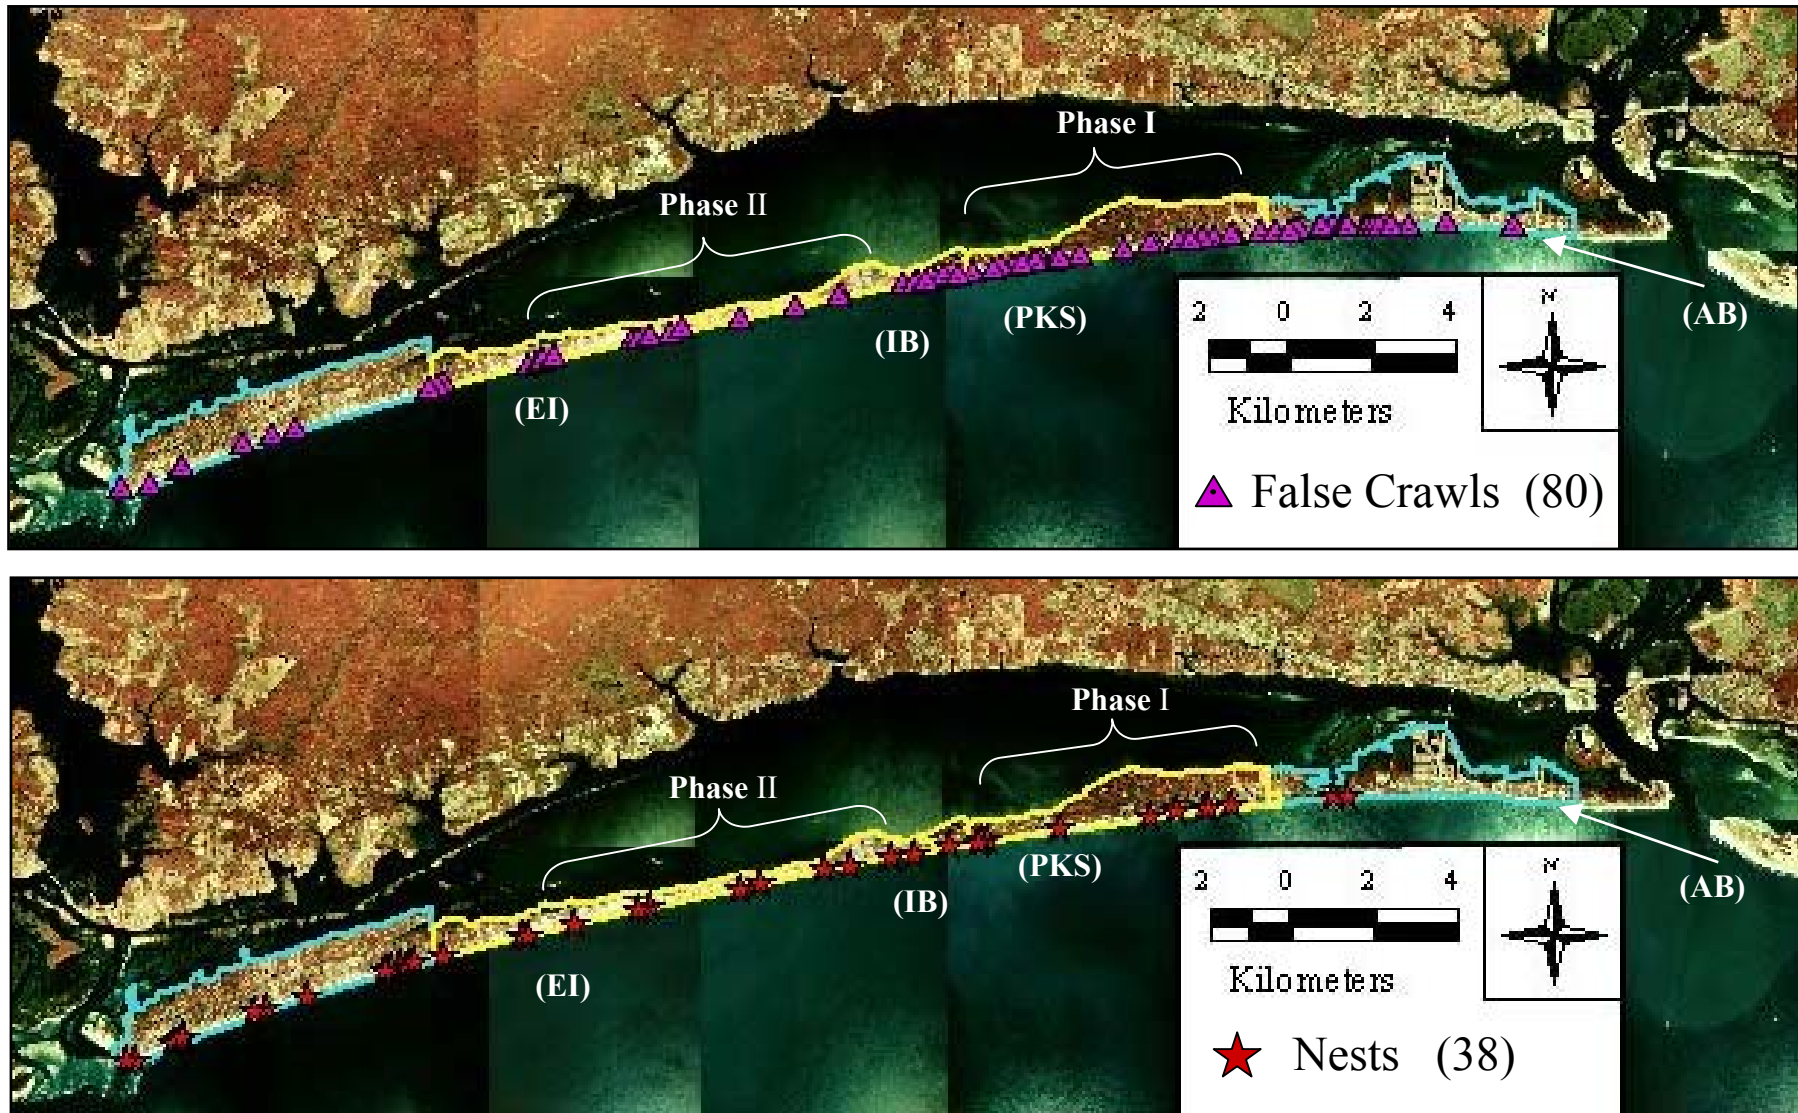 Phase I
Phase II
(AB)
(PKS)
(IB)
(EI)
N
2 0 2 4
Kilometers
False Crawls (80)
Phase I
Phase II
(PKS)
(AB)
(IB)
(EI)
N
2 0 2 4
Kilometers
Nests (38)